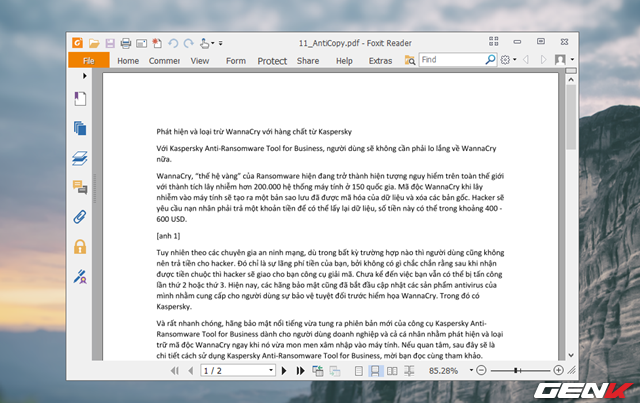 11_AntiCopy.pdf - Foxit Reader
File Home Commer View Form Protect Share Help Extras Find
Phát hiện và loại trừ WannaCry với hàng chất từ Kaspersky
Với Kaspersky Anti-Ransomware Tool for Business, người dùng sẽ không cần phải lo lắng về WannaCry
nữa.
WannaCry, "thế hệ vàng" của Ransomware hiện đang trở thành hiện tượng nguy hiểm trên toàn thế giới
với thành tích lây nhiễm hơn 200.000 hệ thống máy tính ở 150 quốc gia. Mã độc WannaCry khi lây
nhiễm vào máy tính sẽ tạo ra một bản sao lưu đã được mã hóa của dữ liệu và xóa các bản gốc. Hacker sẽ
yêu cầu nạn nhân phải trả một khoản tiền để có thể lấy lại dữ liệu, số tiền này có thể trong khoảng 400 -
600 USD.
[anh 1]
Tuy nhiên theo các chuyên gia an ninh mạng, dù trong bất kỳ trường hợp nào thì người dùng cũng không
nên trả tiền cho hacker. Đó chỉ là sự lãng phí tiền của bạn, bởi không có gì chắc chắn rằng sau khi nhận
được tiền chuộc thì hacker sẽ giao cho bạn công cụ giải mã. Chưa kể đến việc bạn vẫn có thể bị tấn công
lần thứ 2 hoặc thứ 3. Hiện nay, các hãng bảo mật cũng đã bắt đầu cập nhật các sản phẩm antivirus của
mình nhằm cung cấp cho người dùng sự bảo vệ tuyệt đối trước hiểm họa WannaCry. Trong đó có
Kaspersky.
Và rất nhanh chóng, hãng bảo mật nổi tiếng vừa tung ra phiên bản mới của công cụ Kaspersky Anti-
Ransomware Tool for Business dành cho người dùng doanh nghiệp và cả cá nhân nhằm phát hiện và loại
trữ mã độc WannaCry ngay khi nó vừa mon men xâm nhập vào máy tính. Nếu quan tâm, sau đây sẽ là
chi tiết cách sử dụng Kaspersky Anti-Ransomware Tool for Business, mời bạn đọc cùng tham khảo.
1 / 2 85.28%
GENK